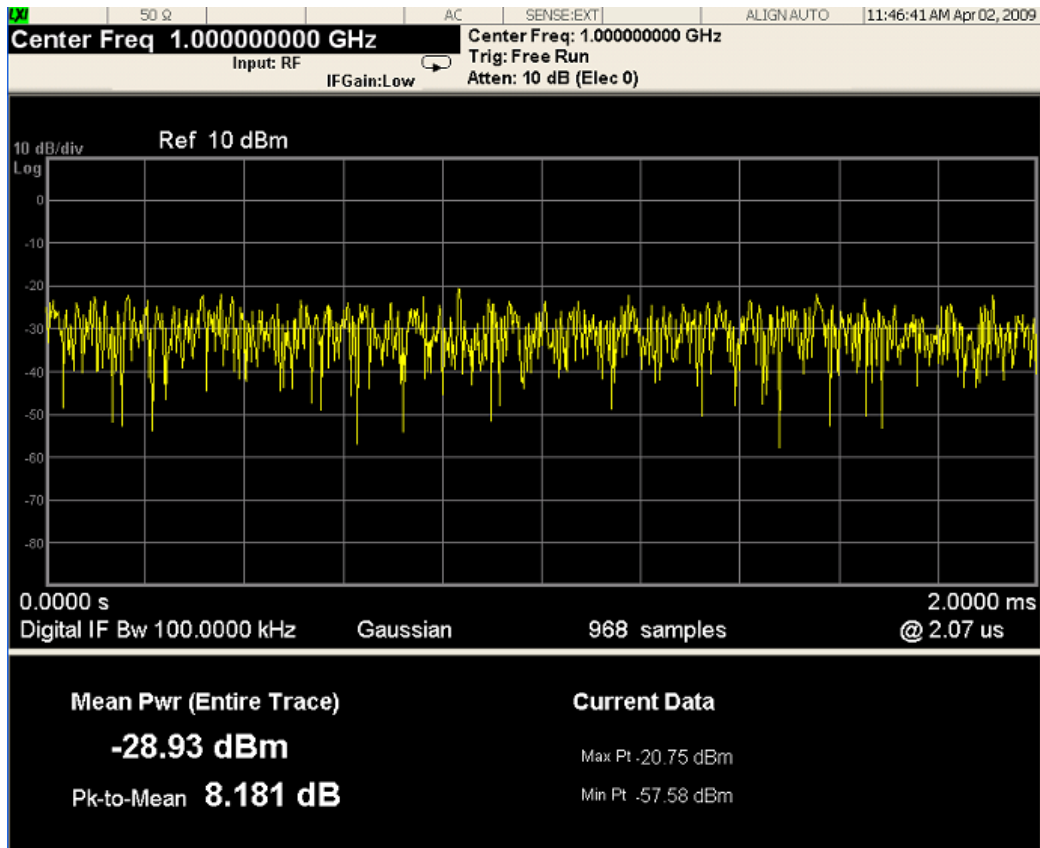 LXI 50 Ω AC SENSE:EXT ALIGN AUTO 11:46:41 AM Apr 02, 2009
Center Freq 1.000000000 GHz Center Freq: 1.000000000 GHz
Input: RF Trig: Free Run
IFGain:Low Atten: 10 dB (Elec 0)
10 dB/div Ref 10 dBm
Log
0
-10
-20
-30
-40
-50
-60
-70
-80
0.0000 s 2.0000 ms
Digital IF Bw 100.0000 kHz Gaussian 968 samples @ 2.07 us
Mean Pwr (Entire Trace) Current Data
-28.93 dBm Max Pt -20.75 dBm
Pk-to-Mean 8.181 dB Min Pt -57.58 dBm